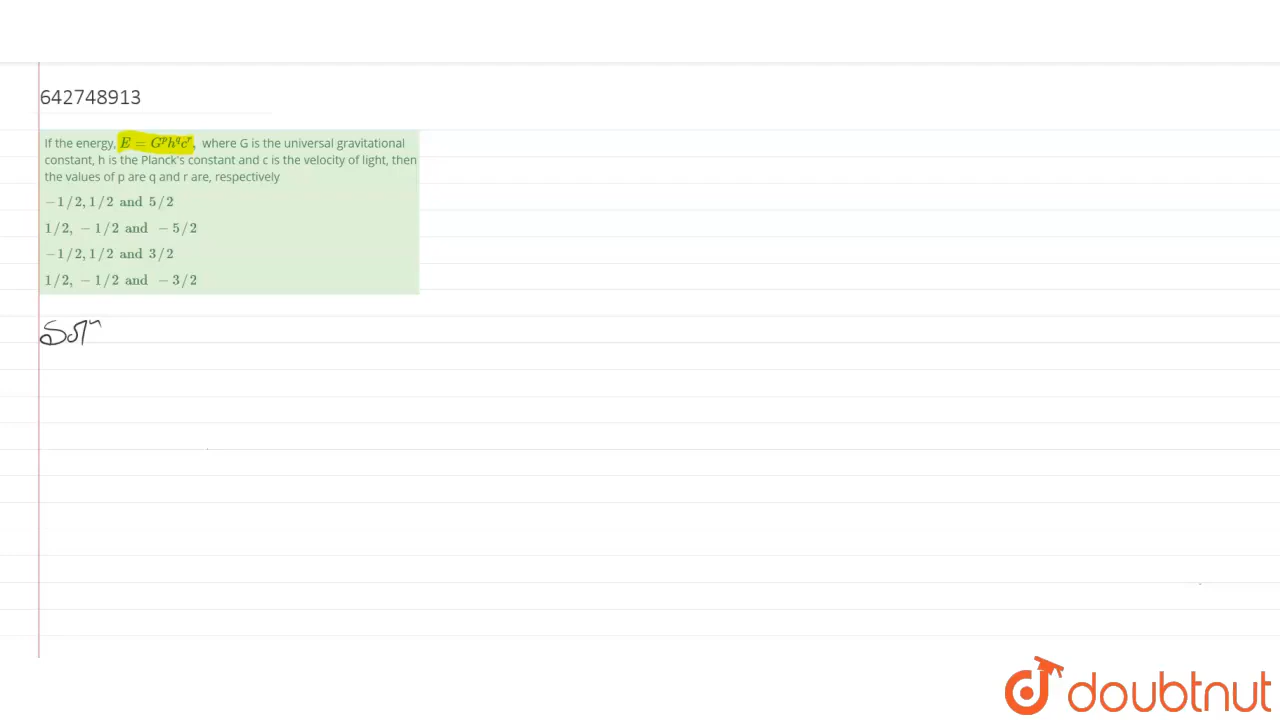 642748913
If the energy, E = G^p h^q c^r, where G is the universal gravitational
constant, h is the Planck's constant and c is the velocity of light, then
the values of p are q and r are, respectively
−1/2, 1/2 and 5/2
1/2, −1/2 and −5/2
−1/2, 1/2 and 3/2
1/2, −1/2 and −3/2
Solⁿ
doubtnut